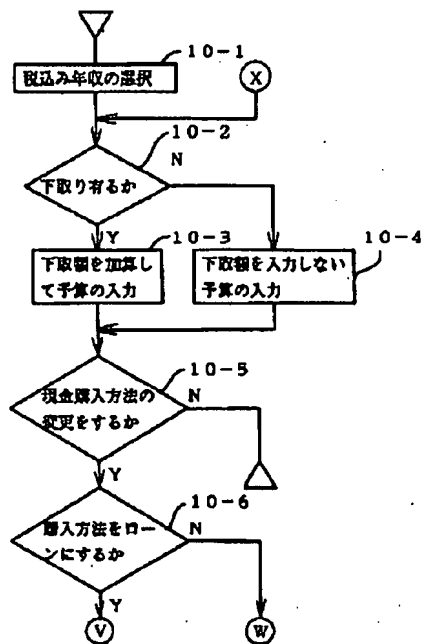 10-1
税込み年収の選択
X
10-2
N
下取り有るか
Y
10-3
10-4
下取額を加算し
て予算の入力
下取額を入力しない
予算の入力
10-5
現金購入方法の
変更をするか
N
Y
10-6
購入方法をロー
ンにするか
N
Y
V
W